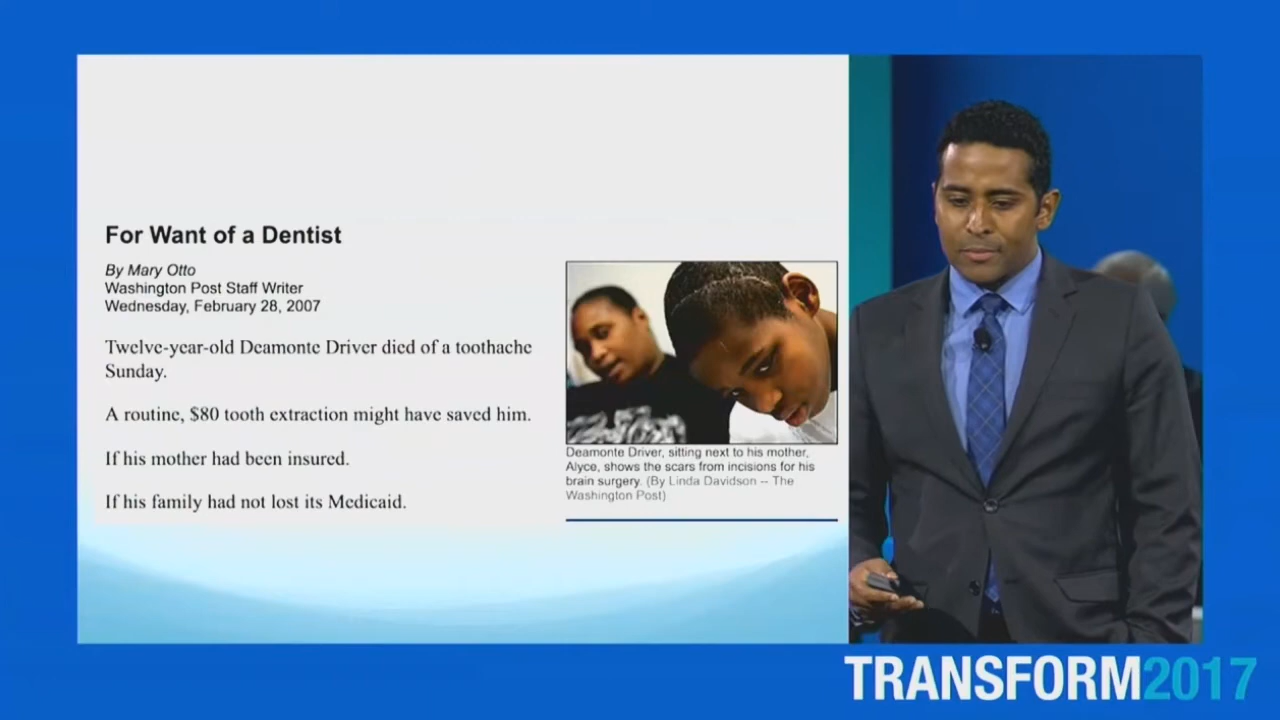 For Want of a Dentist
By Mary Otto
Washington Post Staff Writer
Wednesday, February 28, 2007
Twelve-year-old Deamonte Driver died of a toothache
Sunday.
A routine, $80 tooth extraction might have saved him.
If his mother had been insured.
If his family had not lost its Medicaid.
Deamonte Driver, sitting next to his mother,
Alyce, shows the scars from incisions for his
brain surgery. (By Linda Davidson -- The
Washington Post)
TRANSFORM2017